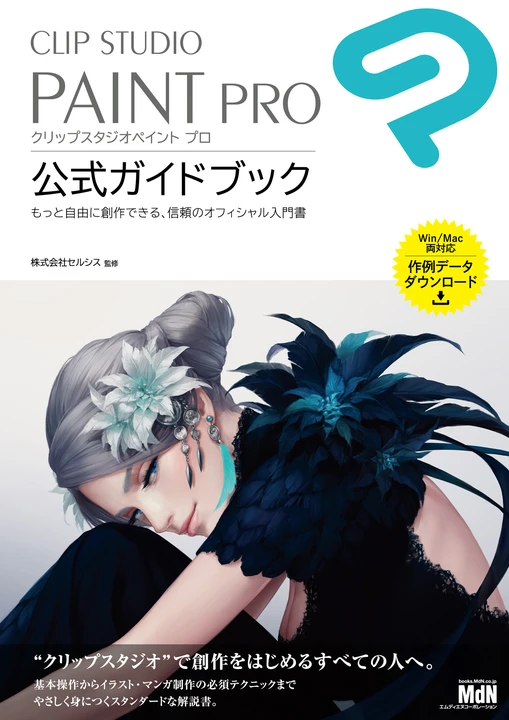 CLIP STUDIO
PAINT PRO
クリップスタジオペイント プロ
公式ガイドブック
もっと自由に創作できる、信頼のオフィシャル入門書
株式会社セルシス 監修
Win/Mac
両対応
作例データ
ダウンロード
“クリップスタジオ”で創作をはじめるすべての人へ。
基本操作からイラスト・マンガ制作の必須テクニックまで
やさしく身につくスタンダードな解説書。
books.MdN.co.jp
MdN
エムディエヌコーポレーション